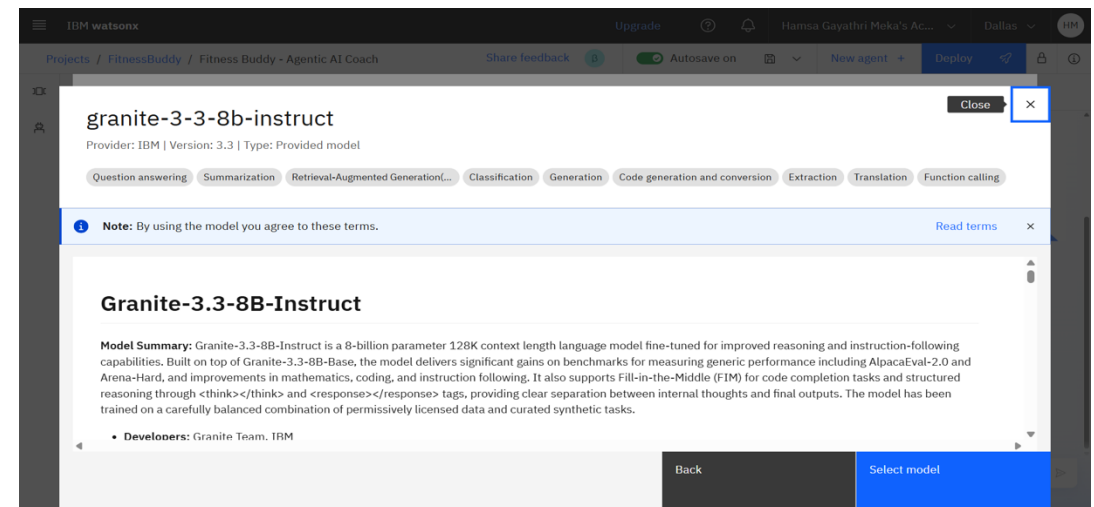 IBM watsonx
Upgrade
Hamsa Gayathri Meka's Ac...
Dallas
HM
Projects / FitnessBuddy / Fitness Buddy - Agentic AI Coach
Share feedback
Autosave on
New agent +
Deploy
Close
granite-3-3-8b-instruct
Provider: IBM | Version: 3.3 | Type: Provided model
Question answering
Summarization
Retrieval-Augmented Generation(...
Classification
Generation
Code generation and conversion
Extraction
Translation
Function calling
Note: By using the model you agree to these terms.
Read terms
Granite-3.3-8B-Instruct
Model Summary: Granite-3.3-8B-Instruct is a 8-billion parameter 128K context length language model fine-tuned for improved reasoning and instruction-following
capabilities. Built on top of Granite-3.3-8B-Base, the model delivers significant gains on benchmarks for measuring generic performance including AlpacaEval-2.0 and
Arena-Hard, and improvements in mathematics, coding, and instruction following. It also supports Fill-in-the-Middle (FIM) for code completion tasks and structured
reasoning through <think></think> and <response></response> tags, providing clear separation between internal thoughts and final outputs. The model has been
trained on a carefully balanced combination of permissively licensed data and curated synthetic tasks.
• Developers: Granite Team, IBM
Back
Select model